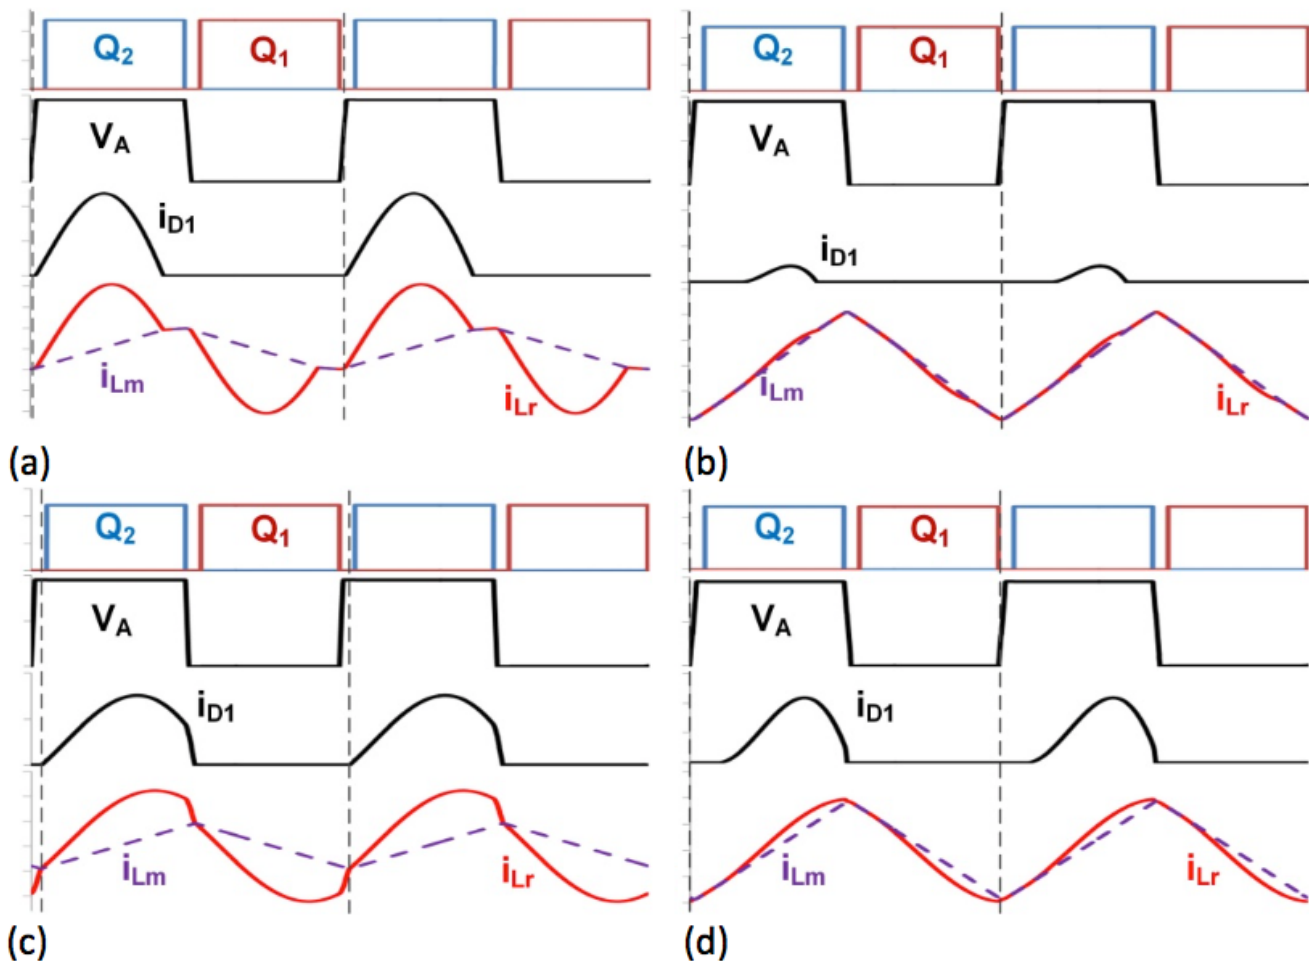 Q2 Q1
VA
iD1
iLm iLr
(a)
Q2 Q1
VA
iD1
iLm iLr
(b)
Q2 Q1
VA
iD1
iLm iLr
(c)
Q2 Q1
VA
iD1
iLm iLr
(d)